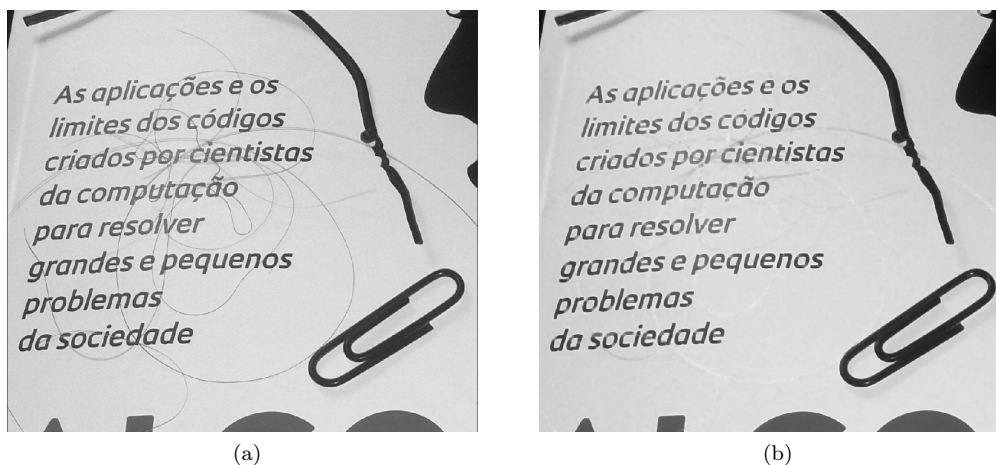 As aplicações e os
limites dos códigos
criados por cientistas
da computação
para resolver
grandes e pequenos
problemas
da sociedade
As aplicações e os
limites dos códigos
criados por cientistas
da computação
para resolver
grandes e pequenos
problemas
da sociedade
(a)
(b)